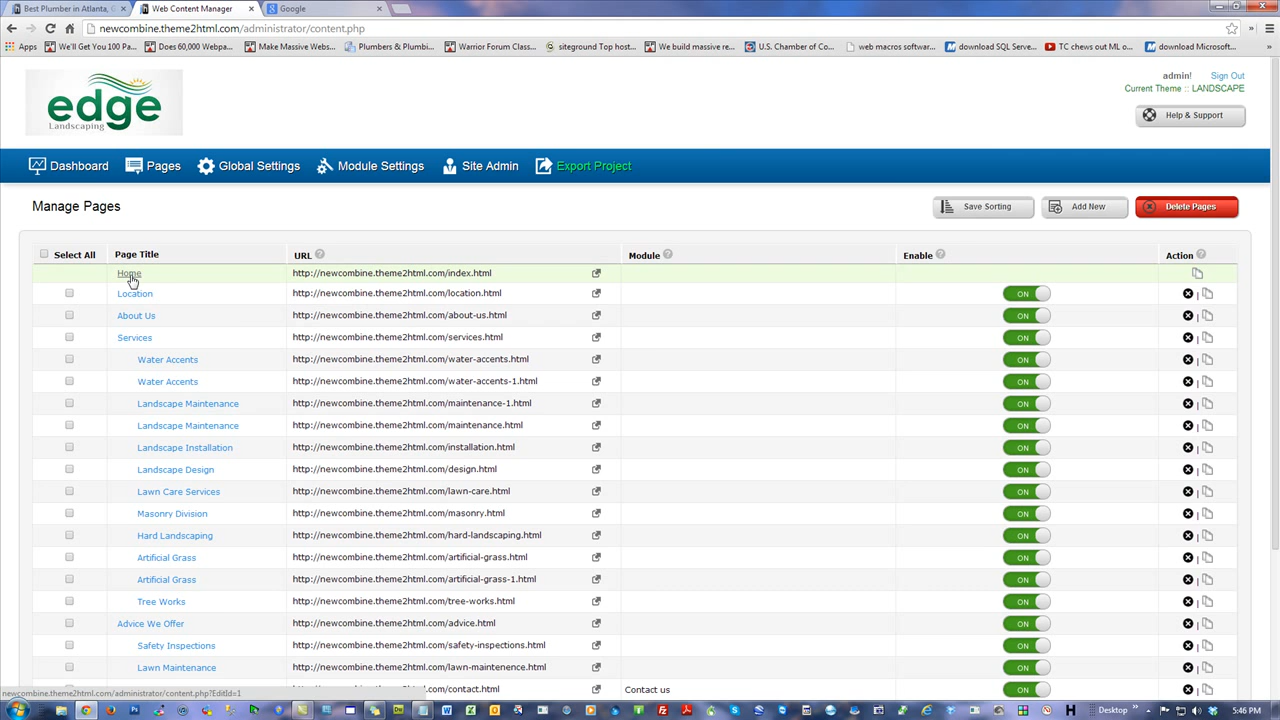 Best Plumber in Atlanta, G
Web Content Manager
Google
newcombine.theme2html.com/administrator/content.php
Apps
We'll Get You 100 Pa...
Does 60,000 Webpa...
Make Massive Webs...
Plumbers & Plumbi...
Warrior Forum Class...
siteground Top host...
We build massive re...
U.S. Chamber of Co...
web macros softwar...
download SQL Serve...
TC chews out ML o...
download Microsoft...
edge
Landscaping
admin! Sign Out
Current Theme :: LANDSCAPE
Help & Support
Dashboard Pages Global Settings Module Settings Site Admin Export Project
Manage Pages
Save Sorting Add New Delete Pages
Select All Page Title URL Module Enable Action
Home http://newcombine.theme2html.com/index.html
Location http://newcombine.theme2html.com/location.html ON
About Us http://newcombine.theme2html.com/about-us.html ON
Services http://newcombine.theme2html.com/services.html ON
Water Accents http://newcombine.theme2html.com/water-accents.html ON
Water Accents http://newcombine.theme2html.com/water-accents-1.html ON
Landscape Maintenance http://newcombine.theme2html.com/maintenance-1.html ON
Landscape Maintenance http://newcombine.theme2html.com/maintenance.html ON
Landscape Installation http://newcombine.theme2html.com/installation.html ON
Landscape Design http://newcombine.theme2html.com/design.html ON
Lawn Care Services http://newcombine.theme2html.com/lawn-care.html ON
Masonry Division http://newcombine.theme2html.com/masonry.html ON
Hard Landscaping http://newcombine.theme2html.com/hard-landscaping.html ON
Artificial Grass http://newcombine.theme2html.com/artificial-grass.html ON
Artificial Grass http://newcombine.theme2html.com/artificial-grass-1.html ON
Tree Works http://newcombine.theme2html.com/tree-works.html ON
Advice We Offer http://newcombine.theme2html.com/advice.html ON
Safety Inspections http://newcombine.theme2html.com/safety-inspections.html ON
Lawn Maintenance http://newcombine.theme2html.com/lawn-maintenence.html ON
http://newcombine.theme2html.com/contact.html Contact us ON
newcombine.theme2html.com/administrator/content.php?EditId=1
Desktop
5:46 PM